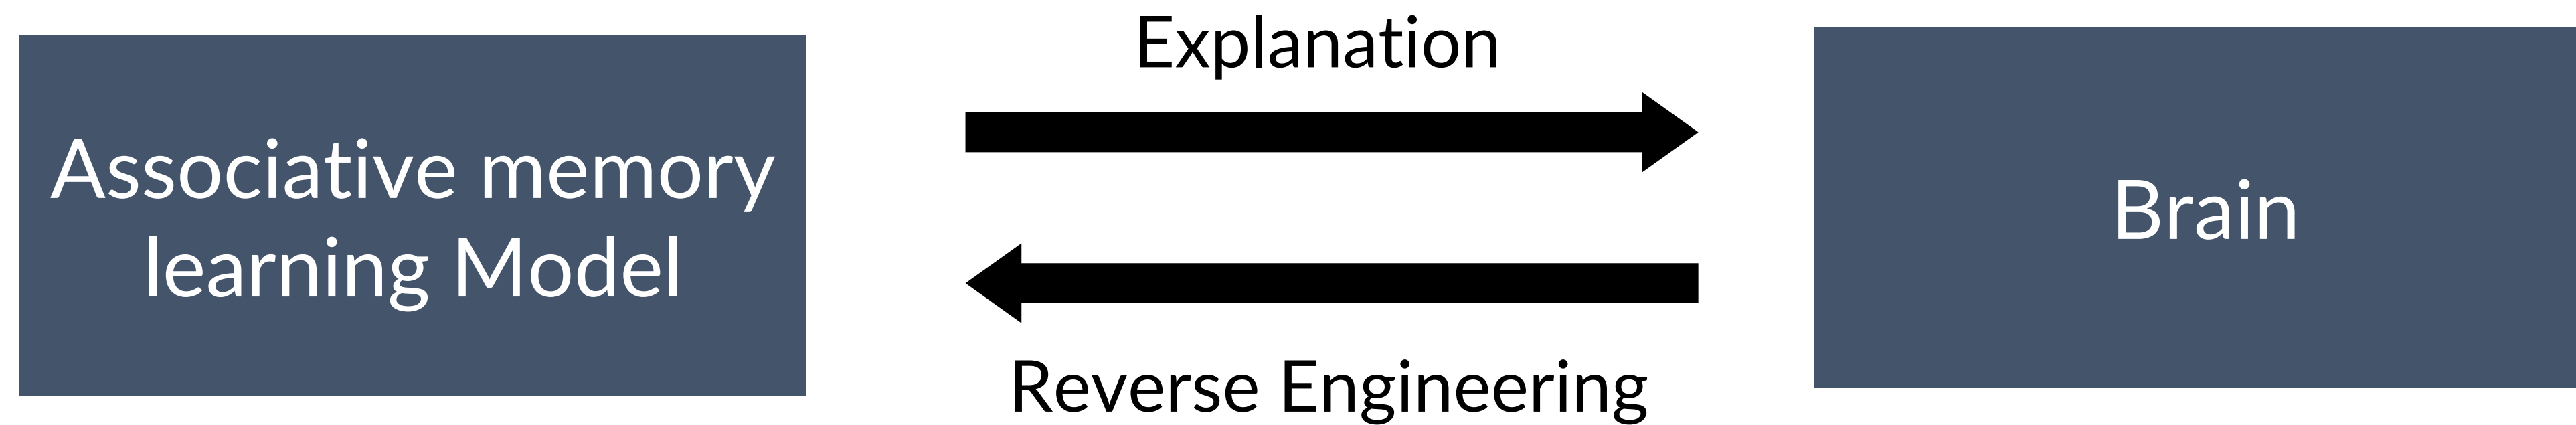 Explanation
Associative memory
learning Model
Brain
Reverse Engineering